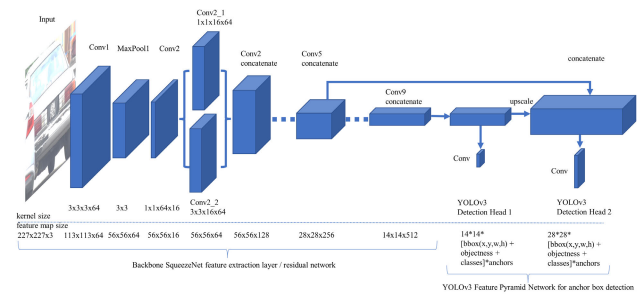 Input
Conv1
MaxPool1
Conv2
Conv2_1
1x1x16x64
Conv2
concatenate
Conv5
concatenate
Conv9
concatenate
upscale
concatenate
Conv
Conv
Conv2_2
3x3x16x64
3x3x3x64
3x3
1x1x64x16
YOLOv3
Detection Head 1
YOLOv3
Detection Head 2
kernel size
feature map size
227x227x3
113x113x64
56x56x64
56x56x16
56x56x64
56x56x128
28x28x256
14x14x512
14*14*
[bbox(x,y,w,h) +
objectness +
classes]*anchors
28*28*
[bbox(x,y,w,h) +
objectness +
classes]*anchors
Backbone SqueezeNet feature extraction layer / residual network
YOLOv3 Feature Pyramid Network for anchor box detection